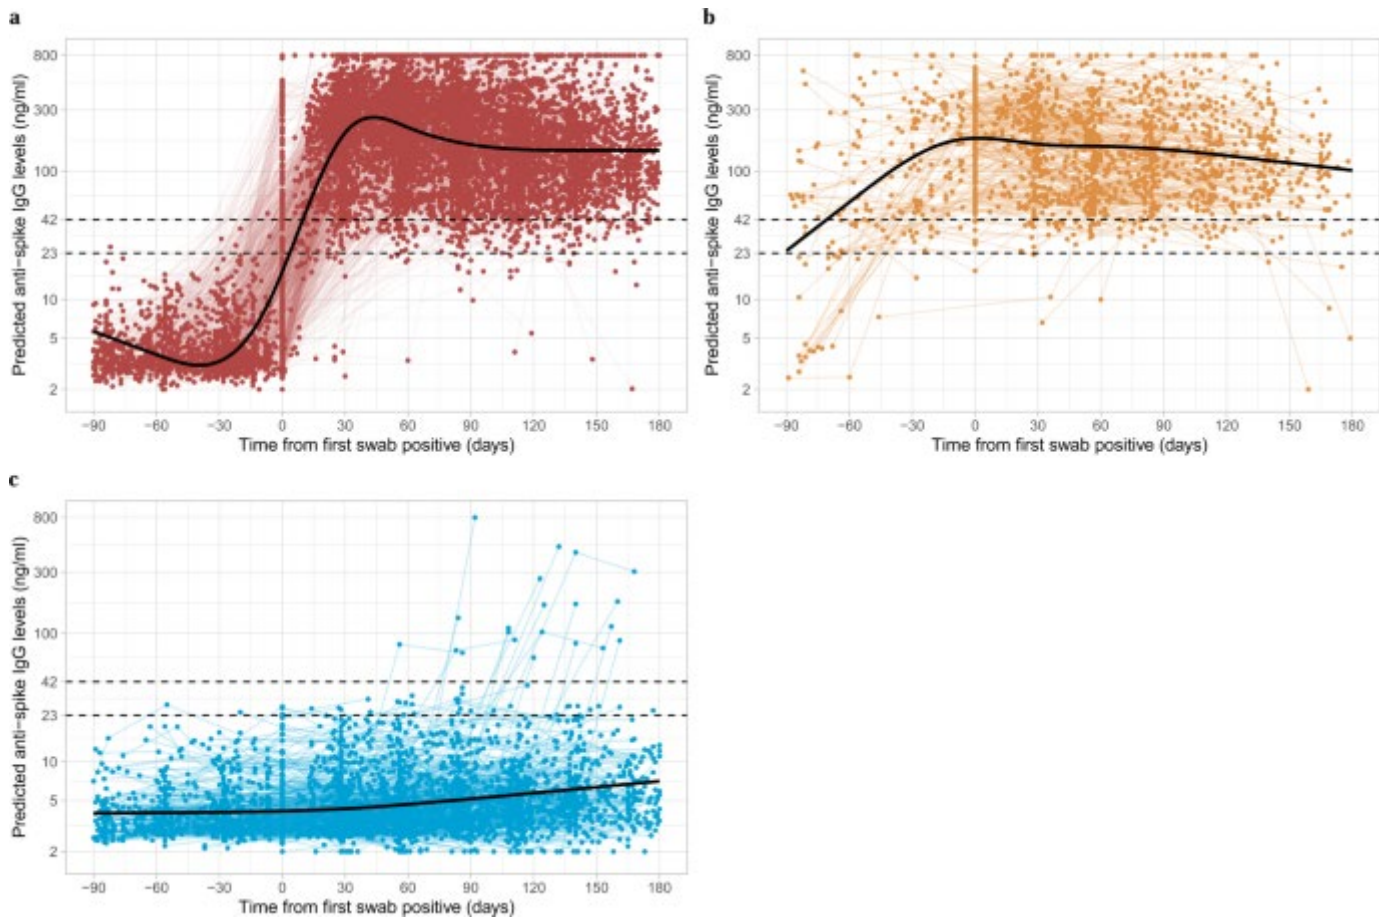 a
Predicted anti-spike IgG levels (ng/ml)
800
300
100
42
23
10
5
2
−90 −60 −30 0 30 60 90 120 150 180
Time from first swab positive (days)
b
Predicted anti-spike IgG levels (ng/ml)
800
300
100
42
23
10
5
2
−90 −60 −30 0 30 60 90 120 150 180
Time from first swab positive (days)
c
Predicted anti-spike IgG levels (ng/ml)
800
300
100
42
23
10
5
2
−90 −60 −30 0 30 60 90 120 150 180
Time from first swab positive (days)